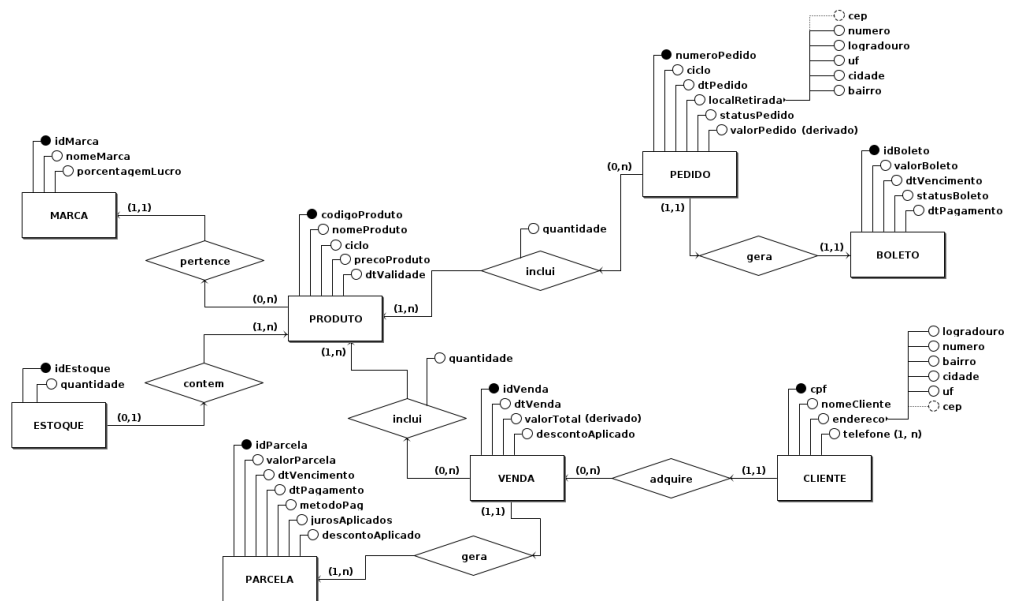 cep
numero
logradouro
uf
cidade
bairro
numeroPedido
ciclo
dtPedido
localRetirada
statusPedido
valorPedido (derivado)
PEDIDO
(0,n)
(1,1)
idBoleto
valorBoleto
dtVencimento
statusBoleto
dtPagamento
BOLETO
(1,1)
gera
idMarca
nomeMarca
porcentagemLucro
MARCA
(1,1)
pertence
(0,n)
codigoProduto
nomeProduto
ciclo
precoProduto
dtValidade
PRODUTO
(1,n)
quantidade
inclui
(1,n)
(1,n)
contem
idEstoque
quantidade
ESTOQUE
(0,1)
quantidade
inclui
(0,n)
idVenda
dtVenda
valorTotal (derivado)
descontoAplicado
VENDA
(0,n)
(1,1)
adquire
(1,1)
logradouro
numero
bairro
cidade
uf
cep
cpf
nomeCliente
endereco
telefone (1, n)
CLIENTE
idParcela
valorParcela
dtVencimento
dtPagamento
metodoPag
jurosAplicados
descontoAplicado
PARCELA
(1,n)
gera